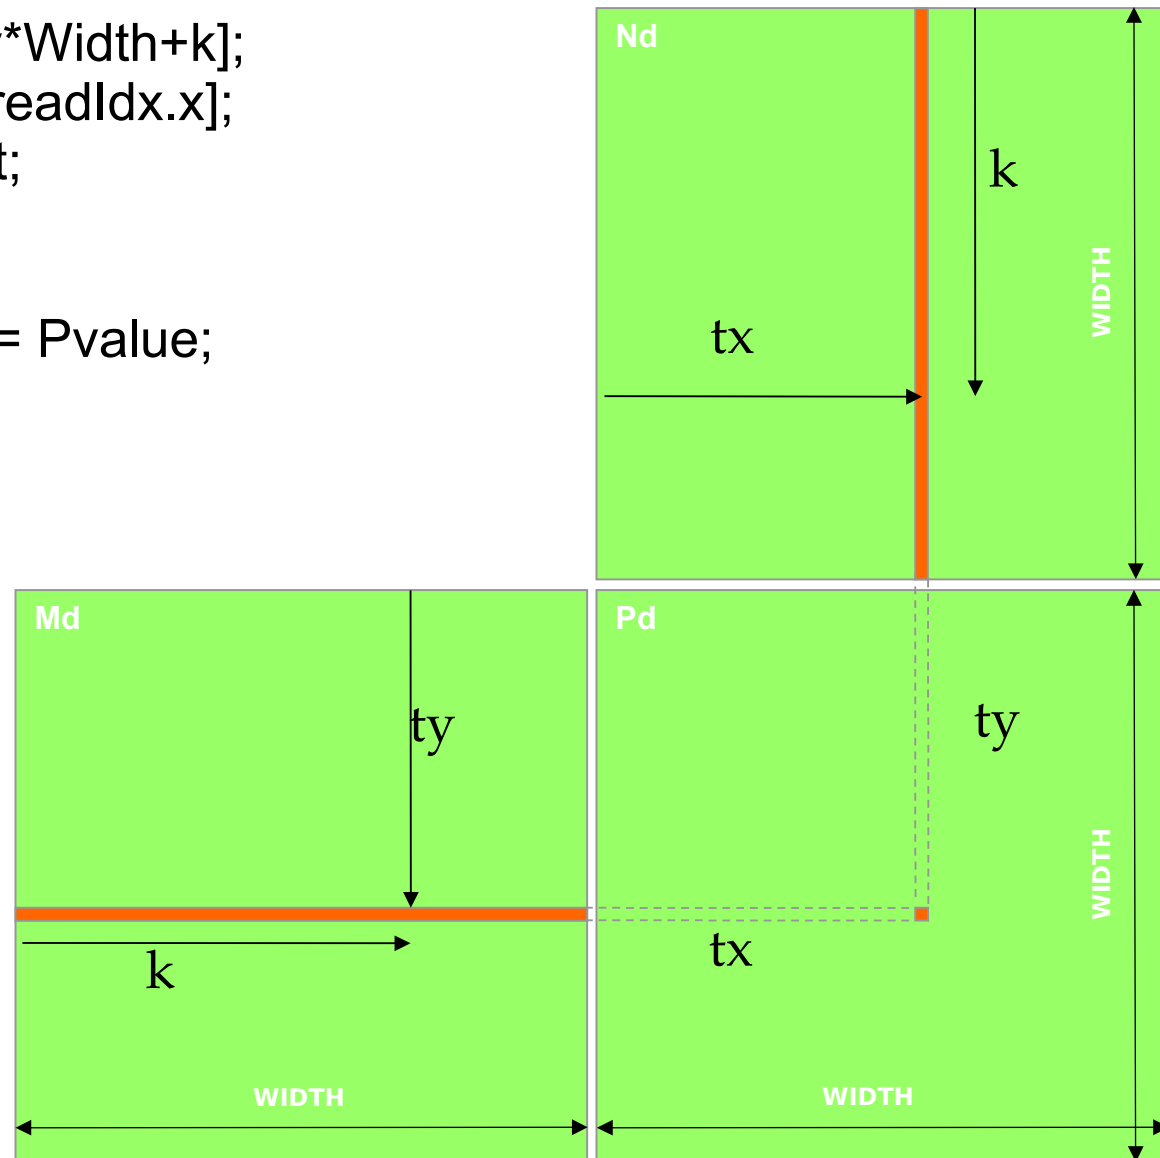 *Width+k];
readIdx.x];
t;
= Pvalue;
Nd
k
WIDTH
tx
Md
ty
k
WIDTH
Pd
ty
WIDTH
tx
WIDTH